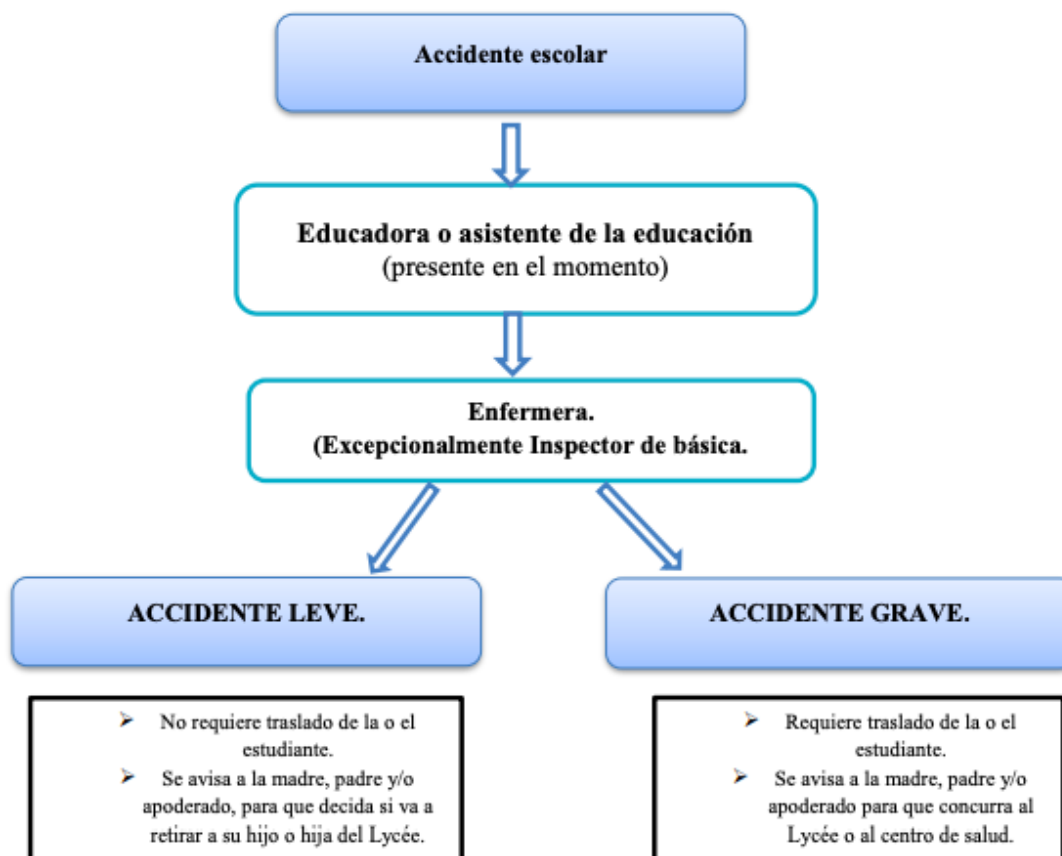 Accidente escolar
Educadora o asistente de la educación
(presente en el momento)
Enfermera.
(Excepcionalmente Inspector de básica.
ACCIDENTE LEVE.
➢ No requiere traslado de la o el
estudiante.
➢ Se avisa a la madre, padre y/o
apoderado, para que decida si va a
retirar a su hijo o hija del Lycée.
ACCIDENTE GRAVE.
➢ Requiere traslado de la o el
estudiante.
➢ Se avisa a la madre, padre y/o
apoderado para que concurra al
Lycée o al centro de salud.